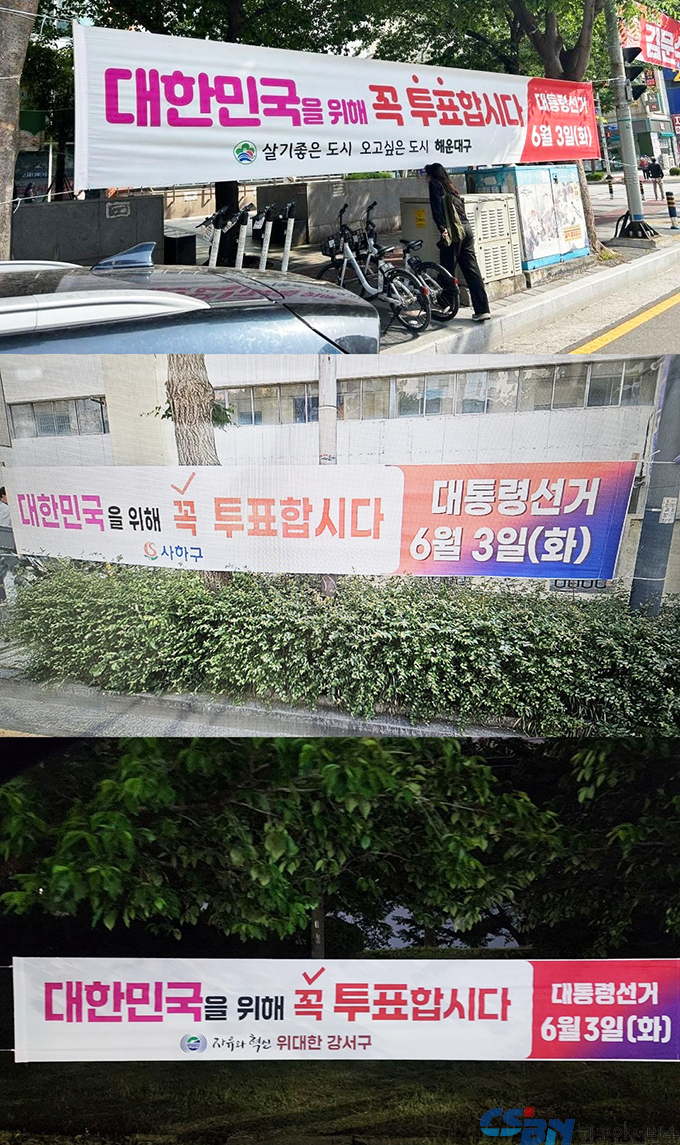 대한민국을 위해 꼭 투표합시다
대통령선거
6월 3일(화)
살기좋은 도시 오고싶은 도시 해운대구
김문
대한민국을 위해 꼭 투표합시다
대통령선거
6월 3일(화)
사하구
대한민국을 위해 꼭 투표합시다
대통령선거
6월 3일(화)
자유와 혁신 위대한 강서구
CSBN